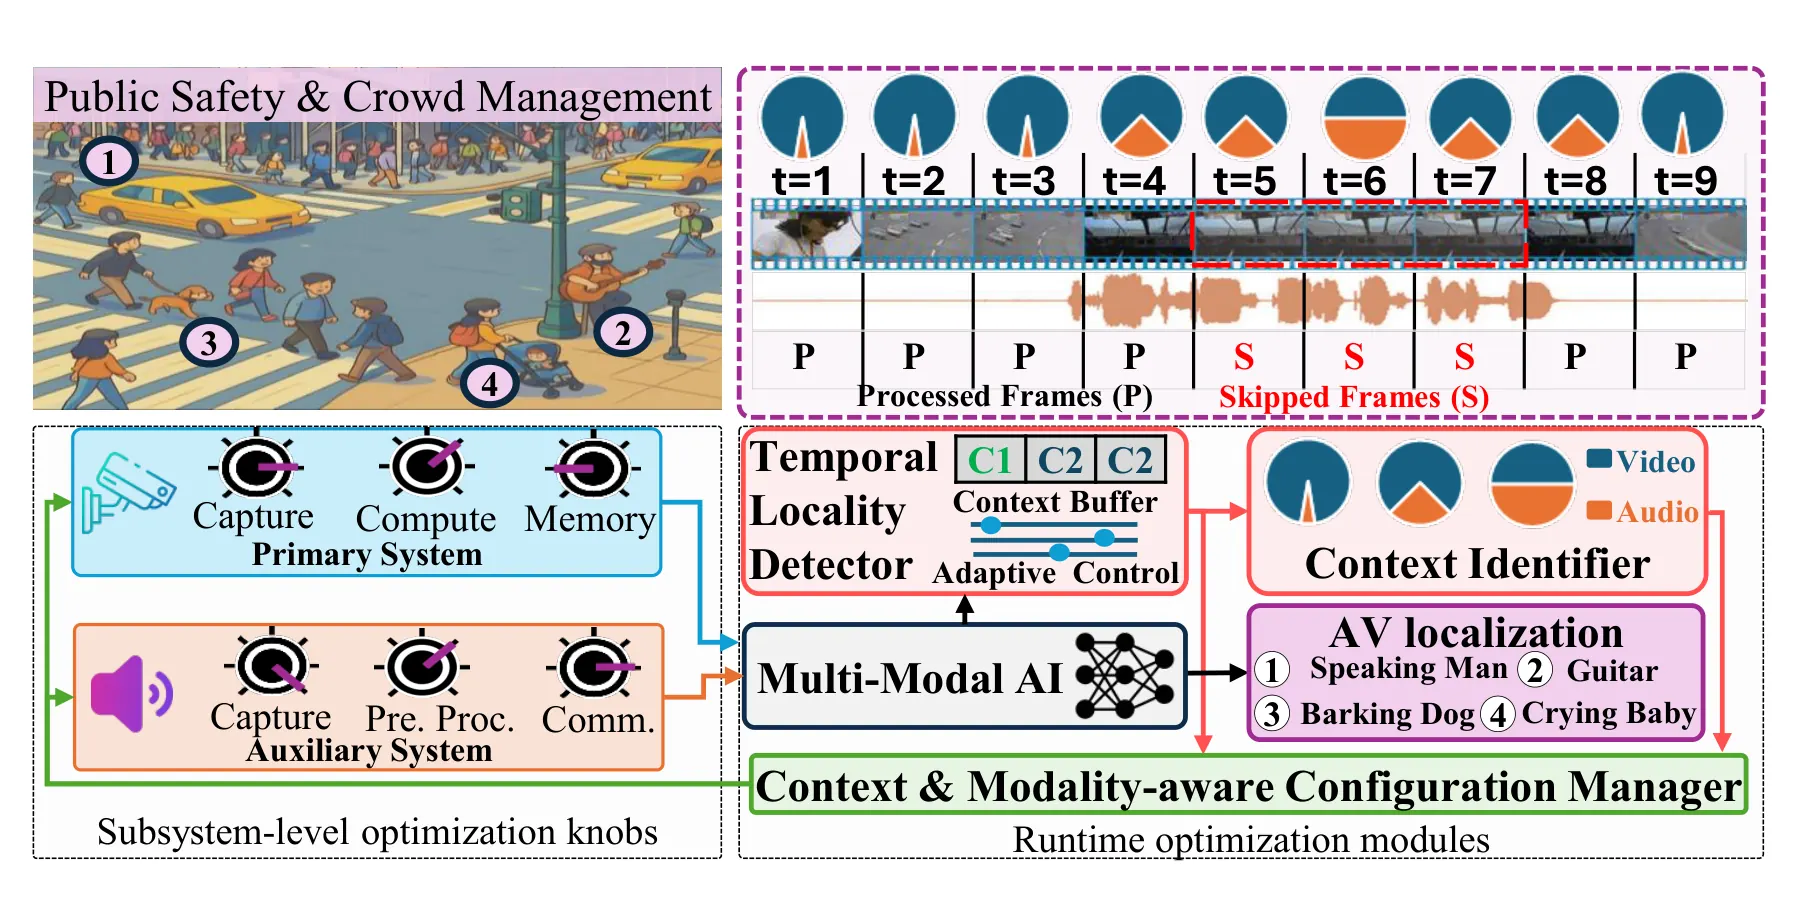 Public Safety & Crowd Management
1
2
3
4
t=1 t=2 t=3 t=4 t=5 t=6 t=7 t=8 t=9
P P P P S S S P P
Processed Frames (P) Skipped Frames (S)
Capture Compute Memory
Primary System
Capture Pre. Proc. Comm.
Auxiliary System
Subsystem-level optimization knobs
Temporal
Locality
Detector
C1 C2 C2
Context Buffer
Adaptive Control
Video
Audio
Context Identifier
Multi-Modal AI
AV localization
1 Speaking Man 2 Guitar
3 Barking Dog 4 Crying Baby
Context & Modality-aware Configuration Manager
Runtime optimization modules